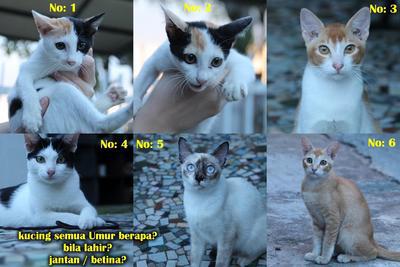 No: 1
No: 2
No: 3
No: 4
No: 5
No: 6
kucing semua Umur berapa?
bila lahir?
jantan / betina?